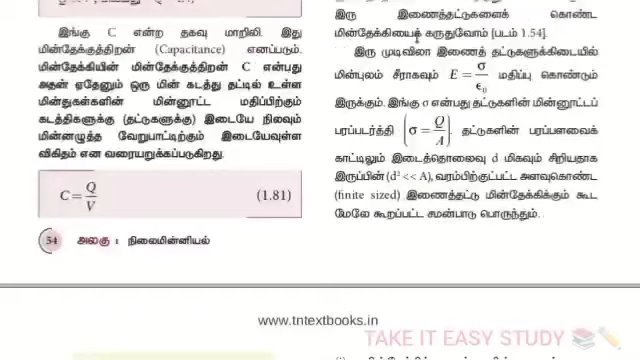 இங்கு C என்ற தகவு மாறிலி. இது
மின்தேக்குத்திறன் (Capacitance) எனப்படும்.
மின்தேக்கியின் மின்தேக்குத்திறன் C என்பது
அதன் ஏதேனும் ஒரு மின் கடத்து தட்டில் உள்ள
மின்துகள்களின் மின்னூட்ட மதிப்பிற்கும்
கடத்திகளுக்கு (தட்டுகளுக்கு) இடையே நிலவும்
மின்னழுத்த வேறுபாட்டிற்கும் இடையேயுள்ள
விகிதம் என வரையறுக்கப்படுகிறது.
C = Q/V (1.81)
54 அலகு 1 நிலைமின்னியல்
இரு இணைத்தட்டுகளைக் கொண்ட
மின்தேக்கியைக் கருதுவோம் [படம் 1.54].
இரு முடிவிலா இணைத் தட்டுகளுக்கிடையில்
மின்புலம் சீராகவும் E = σ/ϵ₀ மதிப்பு கொண்டும்
இருக்கும். இங்கு σ என்பது தட்டுகளின் மின்னூட்டப்
பரப்படர்த்தி (σ = Q/A). தட்டுகளின் பரப்பளவைக்
காட்டிலும் இடைத்தொலைவு d மிகவும் சிறியதாக
இருப்பின் (d² << A), வரம்பிற்குட்பட்ட அளவுகொண்ட
(finite sized) இணைத்தட்டு மின்தேக்கிக்கும் கூட
மேலே கூறப்பட்ட சமன்பாடு பொருந்தும்.
www.tntextbooks.in
TAKE IT EASY STUDY